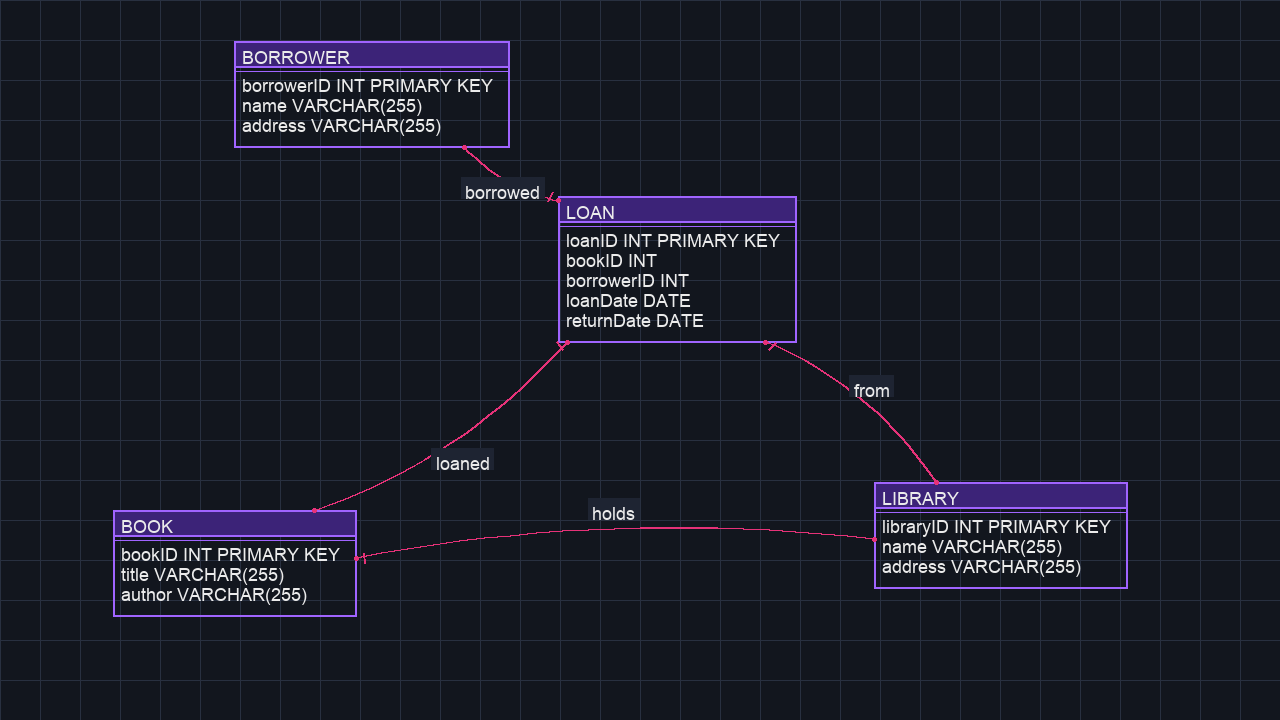 BORROWER
borrowerID INT PRIMARY KEY
name VARCHAR(255)
address VARCHAR(255)
borrowed
LOAN
loanID INT PRIMARY KEY
bookID INT
borrowerID INT
loanDate DATE
returnDate DATE
from
loaned
LIBRARY
libraryID INT PRIMARY KEY
name VARCHAR(255)
address VARCHAR(255)
holds
BOOK
bookID INT PRIMARY KEY
title VARCHAR(255)
author VARCHAR(255)